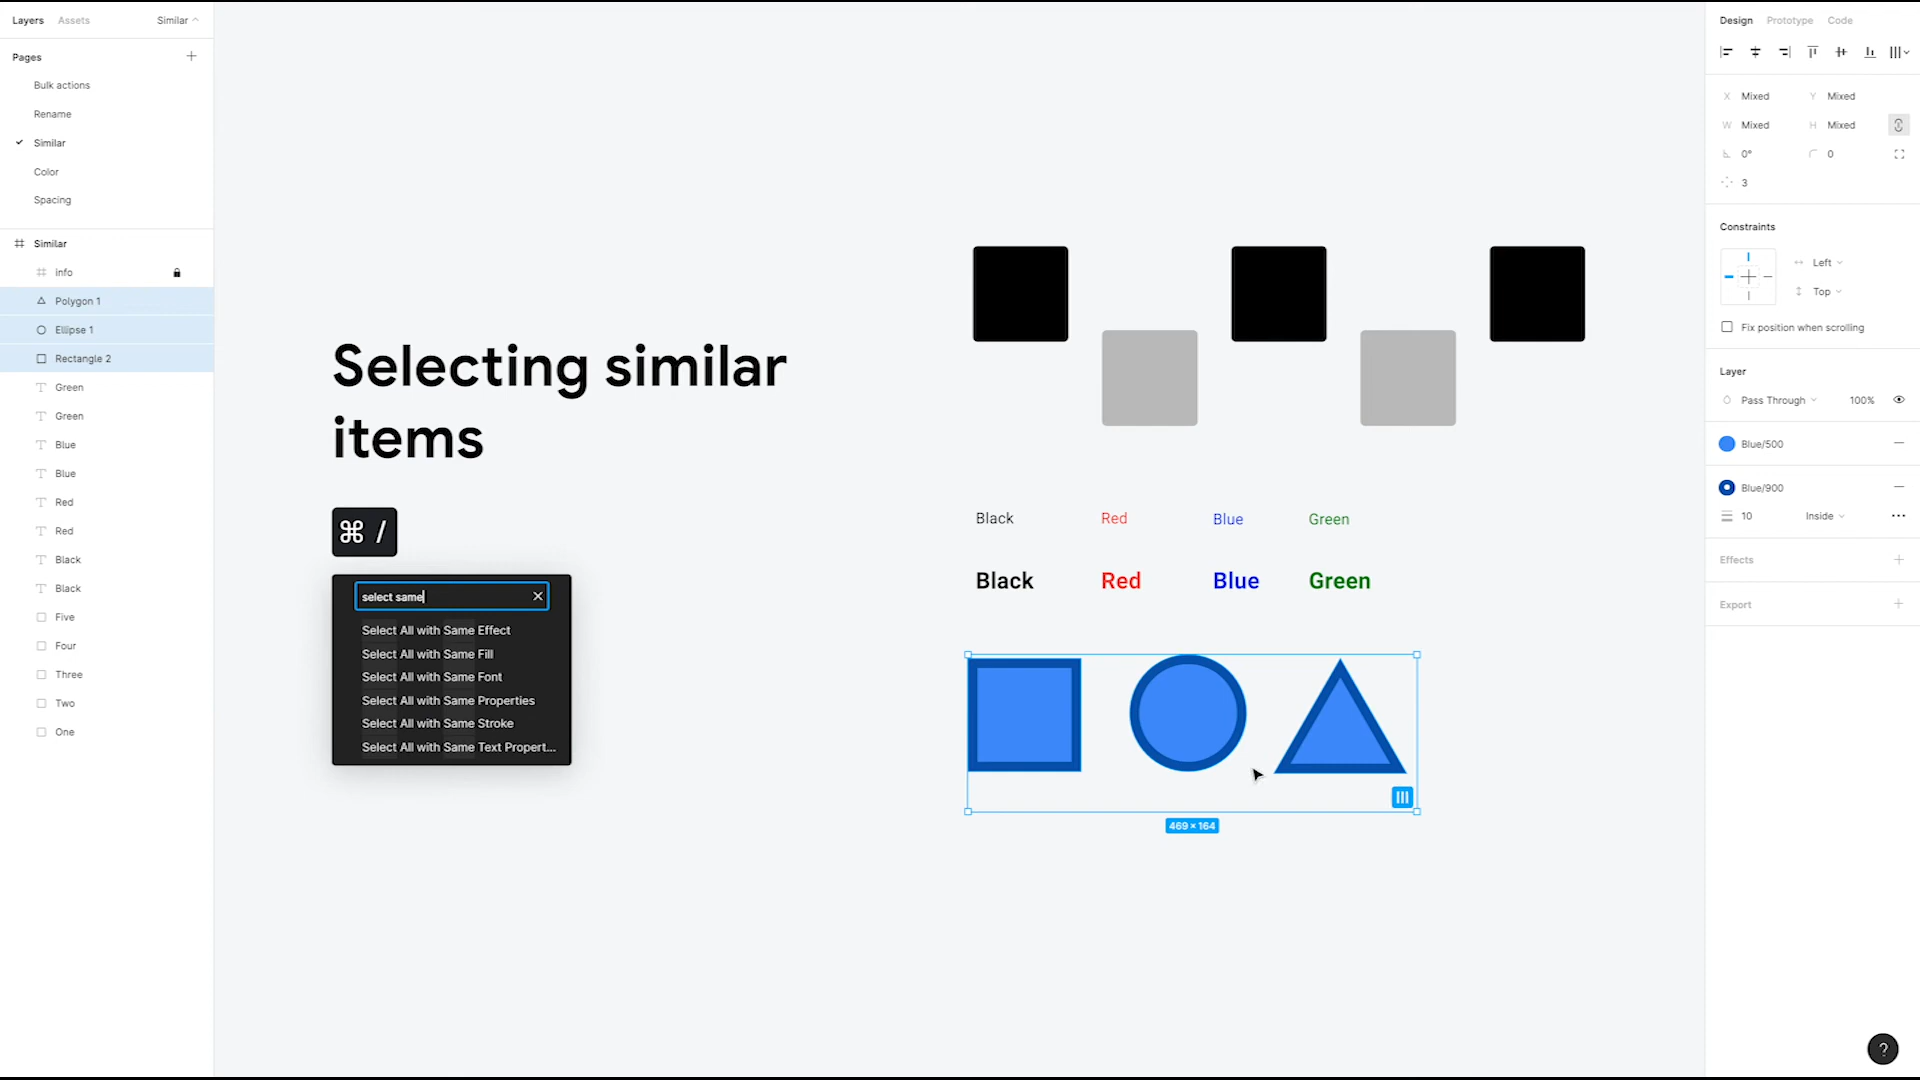 Layers
Assets
Similar
Pages
Bulk actions
Rename
Similar
Color
Spacing
Similar
info
Polygon 1
Ellipse 1
Rectangle 2
Green
Green
Blue
Blue
Red
Red
Black
Black
Five
Four
Three
Two
One
Selecting similar
items
⌘ /
select same
Select All with Same Effect
Select All with Same Fill
Select All with Same Font
Select All with Same Properties
Select All with Same Stroke
Select All with Same Text Propert...
Black Red Blue Green
Black Red Blue Green
469 × 164
Design Prototype Code
X Mixed Y Mixed
W Mixed H Mixed
0° 0
3
Constraints
Left
Top
Fix position when scrolling
Layer
Pass Through 100%
Blue/500
Blue/900
10 Inside
Effects
Export
?